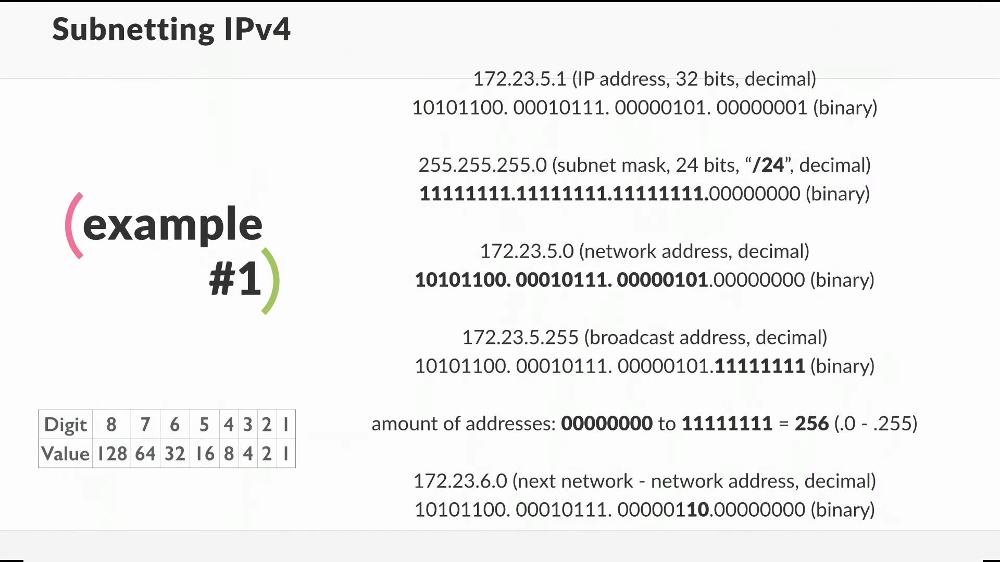 Subnetting IPv4
172.23.5.1 (IP address, 32 bits, decimal)
10101100. 00010111. 00000101. 00000001 (binary)
255.255.255.0 (subnet mask, 24 bits, “/24”, decimal)
11111111.11111111.11111111.00000000 (binary)
(example
#1)
172.23.5.0 (network address, decimal)
10101100. 00010111. 00000101.00000000 (binary)
172.23.5.255 (broadcast address, decimal)
10101100. 00010111. 00000101.11111111 (binary)
Digit 8 7 6 5 4 3 2 1
Value 128 64 32 16 8 4 2 1
amount of addresses: 00000000 to 11111111 = 256 (.0 - .255)
172.23.6.0 (next network - network address, decimal)
10101100. 00010111. 00000110.00000000 (binary)